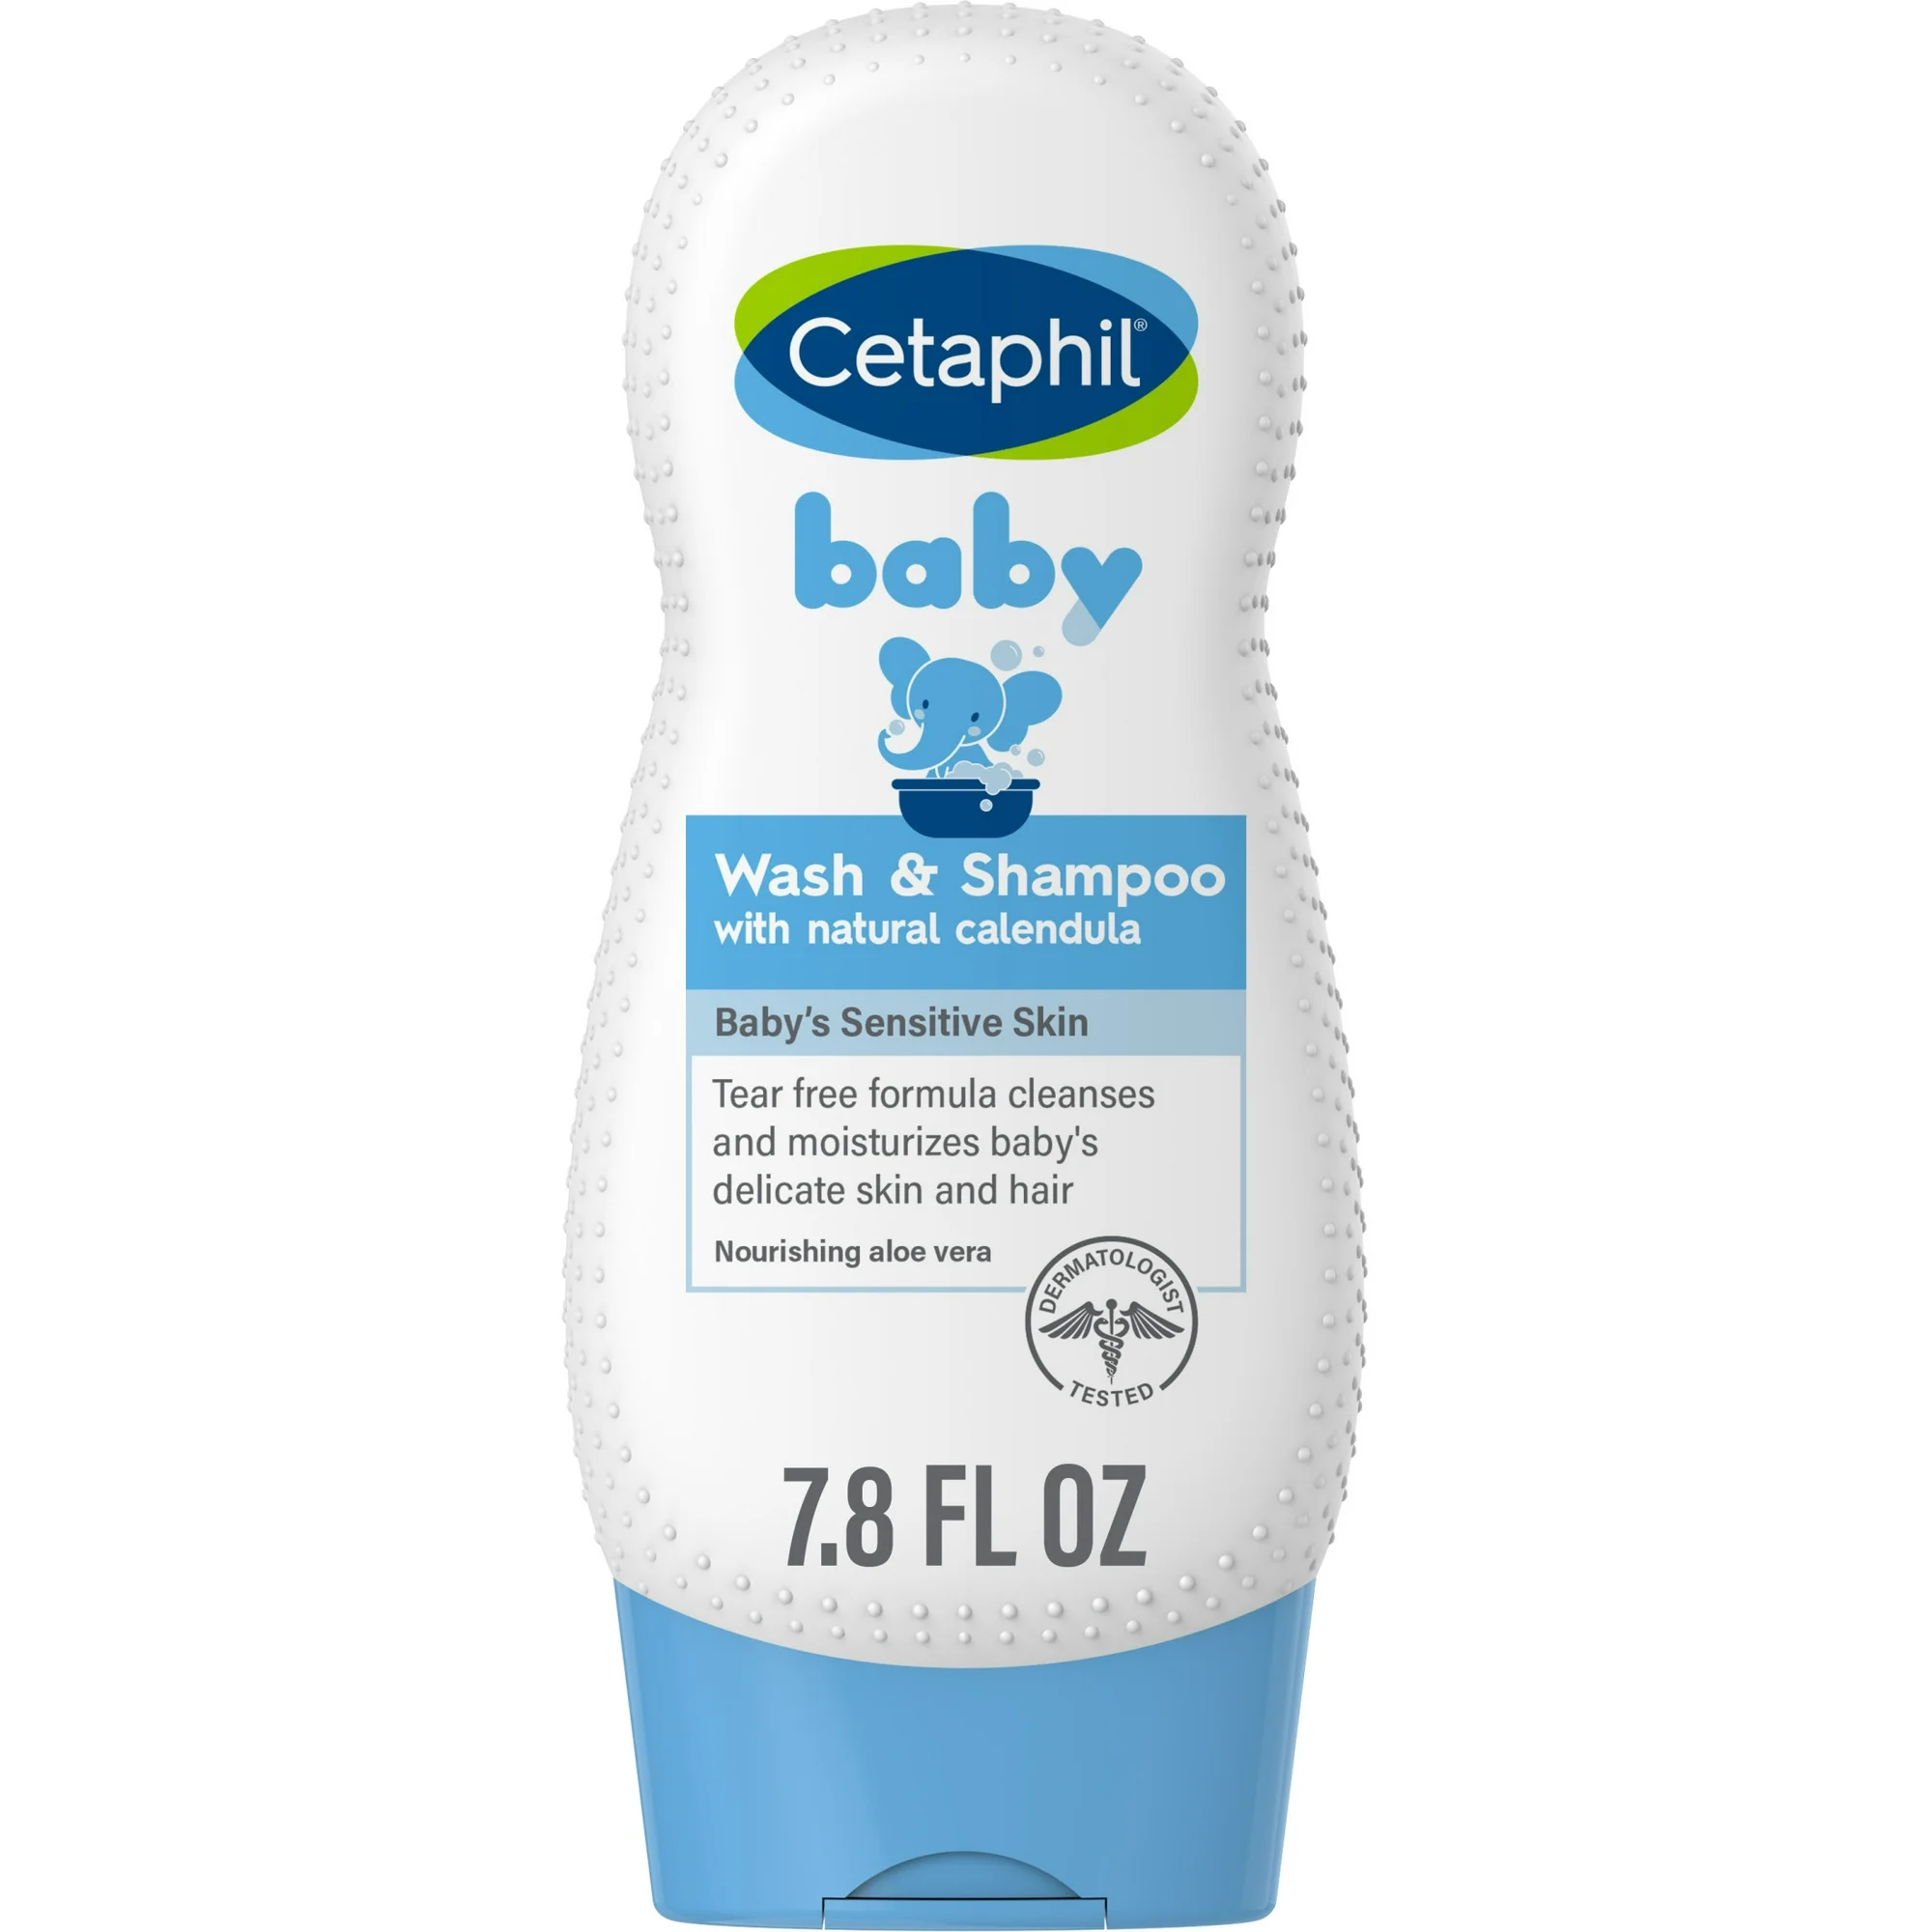 Cetaphil®
baby
Wash & Shampoo
with natural calendula
Baby's Sensitive Skin
Tear free formula cleanses
and moisturizes baby's
delicate skin and hair
Nourishing aloe vera
DERMATOLOGIST
TESTED
7.8 FL OZ